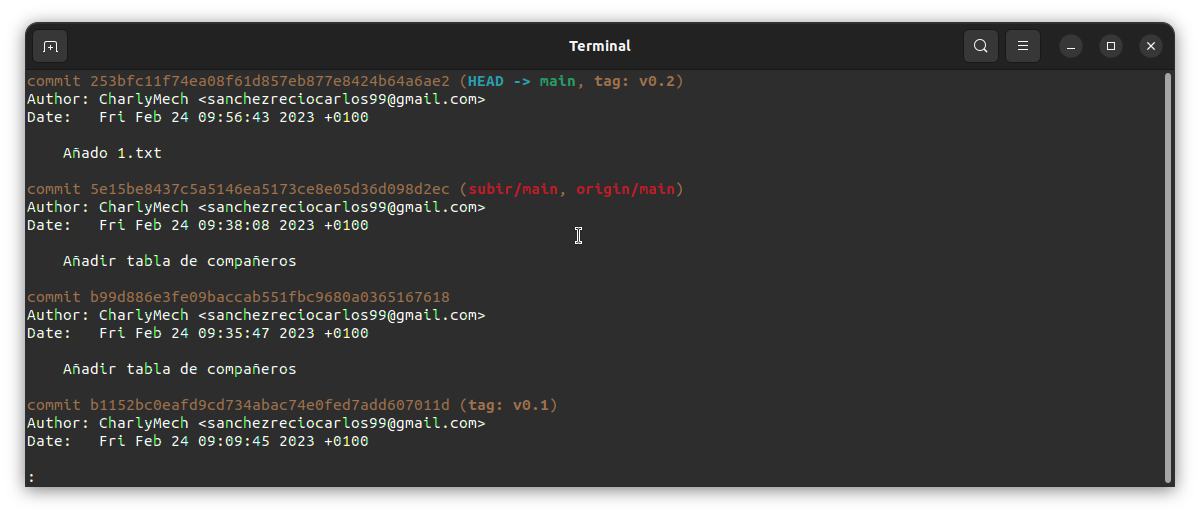 Terminal
commit 253bfc11f74ea08f61d857eb877e8424b64a6ae2 (HEAD -> main, tag: v0.2)
Author: CharlyMech <sanchezreciocarlos99@gmail.com>
Date:   Fri Feb 24 09:56:43 2023 +0100
Añado 1.txt
commit 5e15be8437c5a5146ea5173ce8e05d36d098d2ec (subir/main, origin/main)
Author: CharlyMech <sanchezreciocarlos99@gmail.com>
Date:   Fri Feb 24 09:38:08 2023 +0100
Añadir tabla de compañeros
commit b99d886e3fe09baccab551fbc9680a0365167618
Author: CharlyMech <sanchezreciocarlos99@gmail.com>
Date:   Fri Feb 24 09:35:47 2023 +0100
Añadir tabla de compañeros
commit b1152bc0eafd9cd734abac74e0fed7add607011d (tag: v0.1)
Author: CharlyMech <sanchezreciocarlos99@gmail.com>
Date:   Fri Feb 24 09:09:45 2023 +0100
: